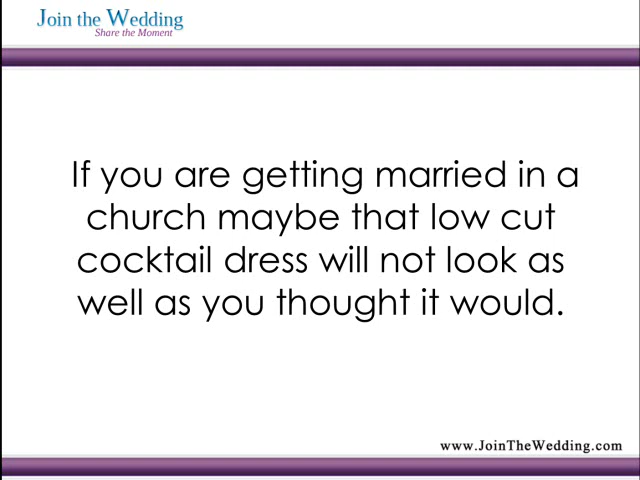 Join the Wedding
Share the Moment
If you are getting married in a
church maybe that low cut
cocktail dress will not look as
well as you thought it would.
www.JoinTheWedding.com